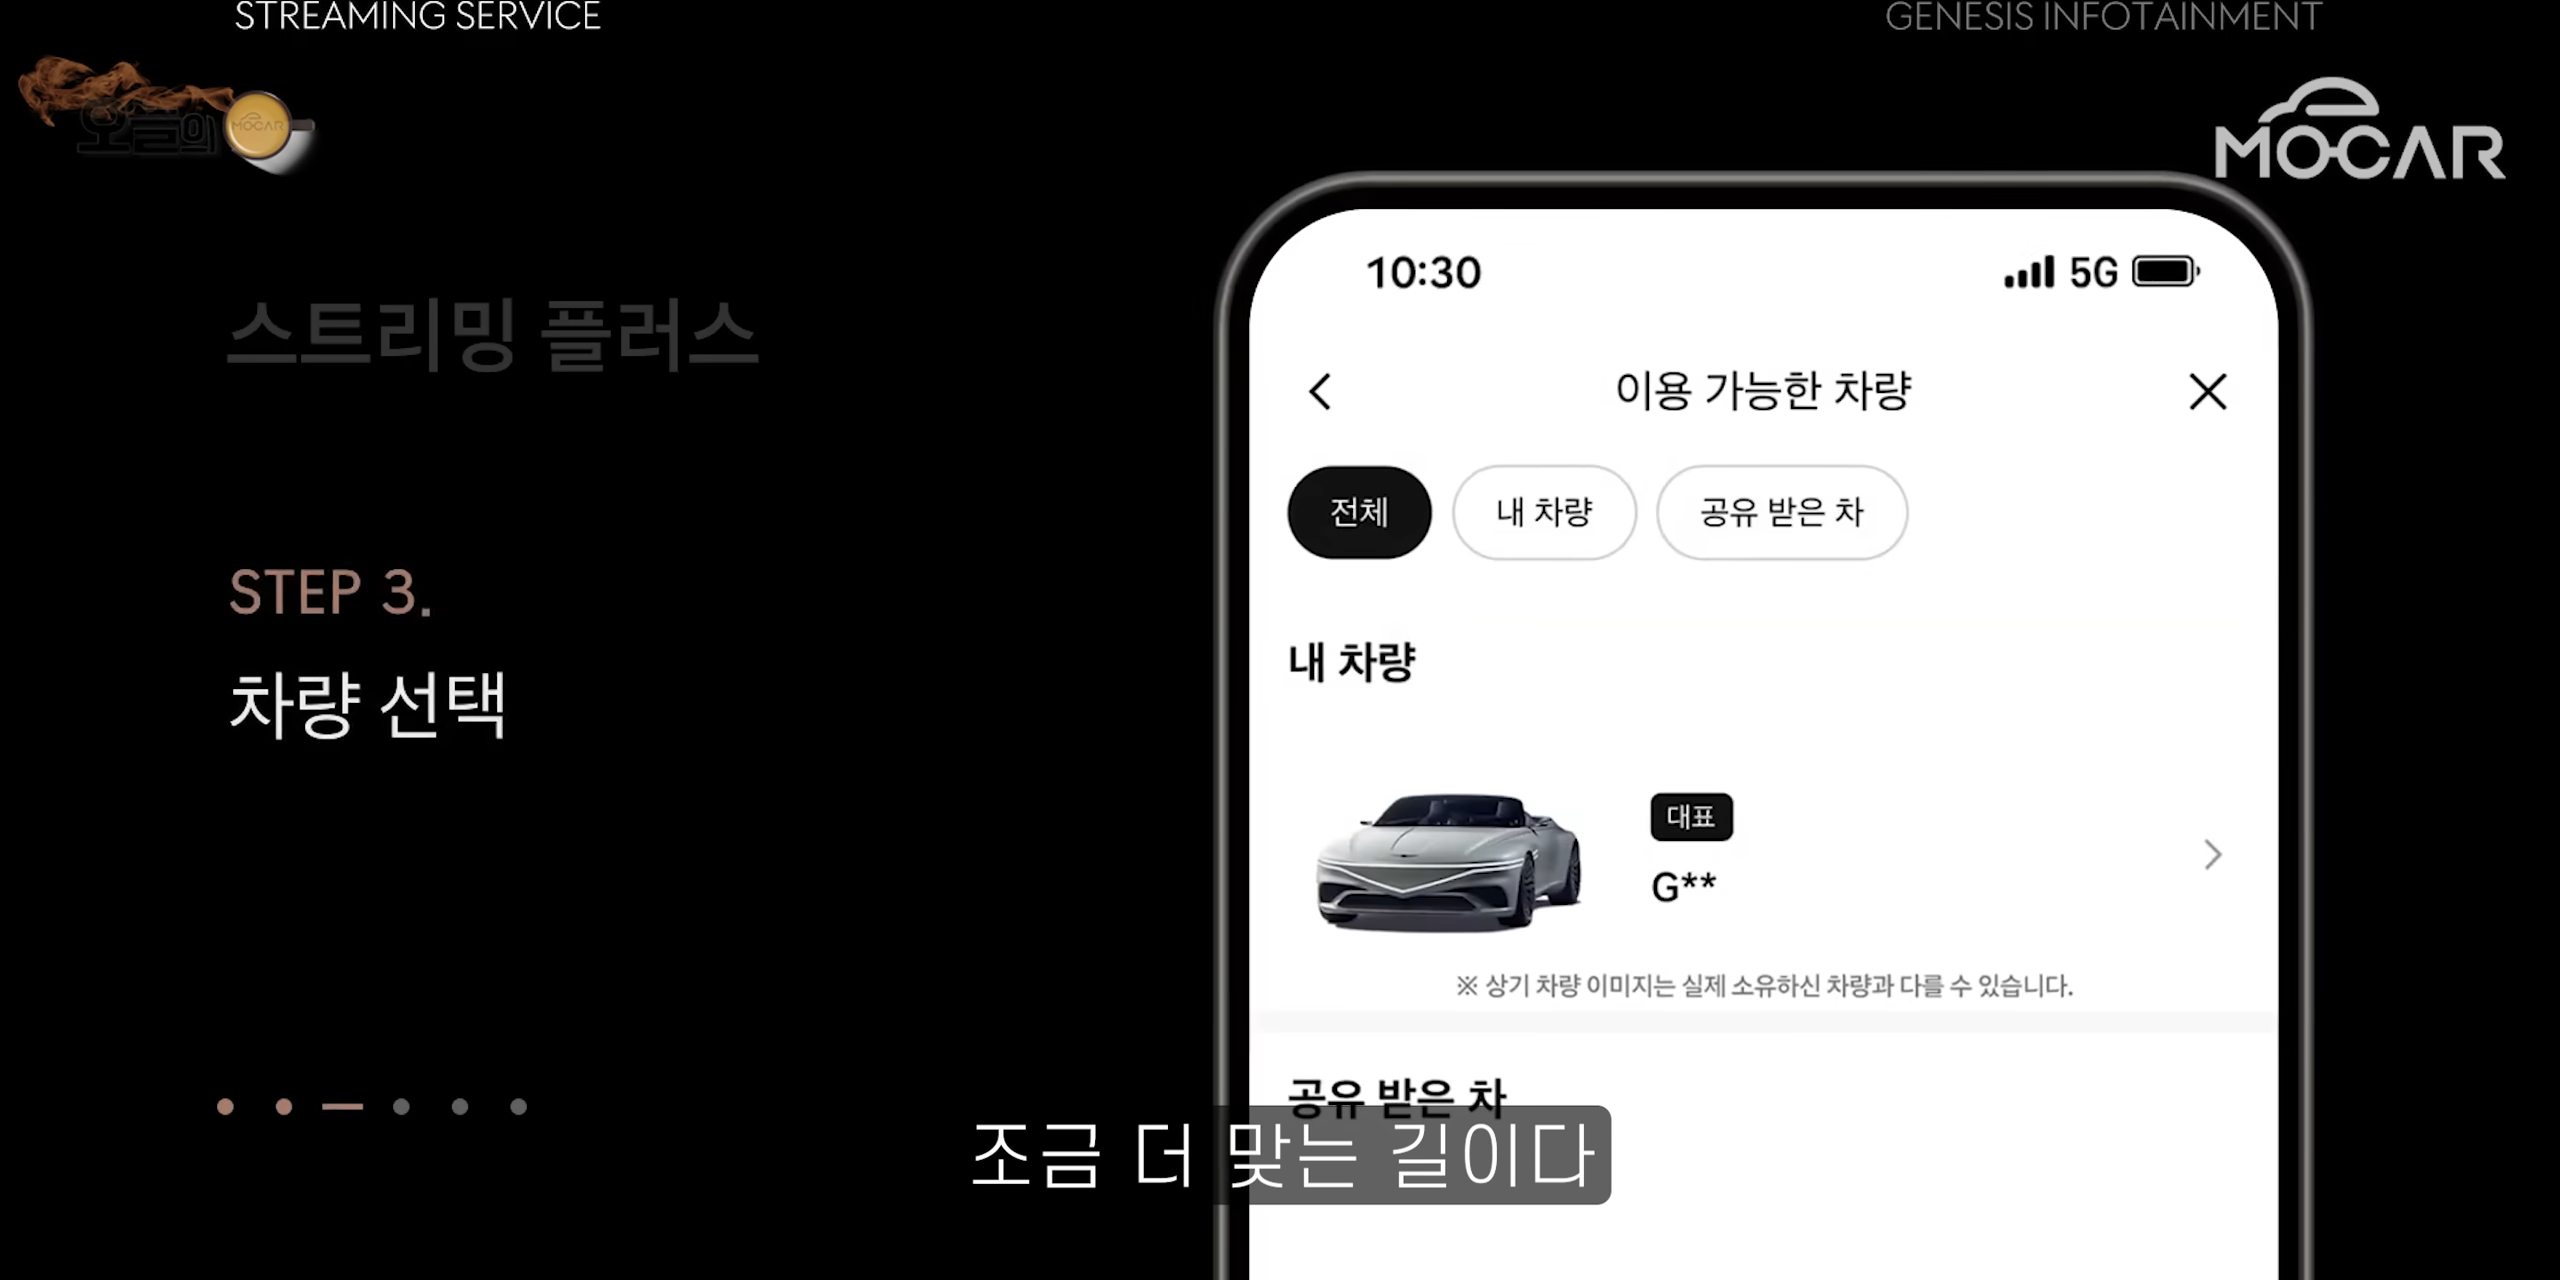 STREAMING SERVICE
GENESIS INFOTAINMENT
오늘의
MOCAR
MOCAR
스트리밍 플러스
STEP 3.
차량 선택
10:30
5G
이용 가능한 차량
전체
내 차량
공유 받은 차
내 차량
대표
G**
※ 상기 차량 이미지는 실제 소유하신 차량과 다를 수 있습니다.
공유 받은 차
조금 더 맞는 길이다